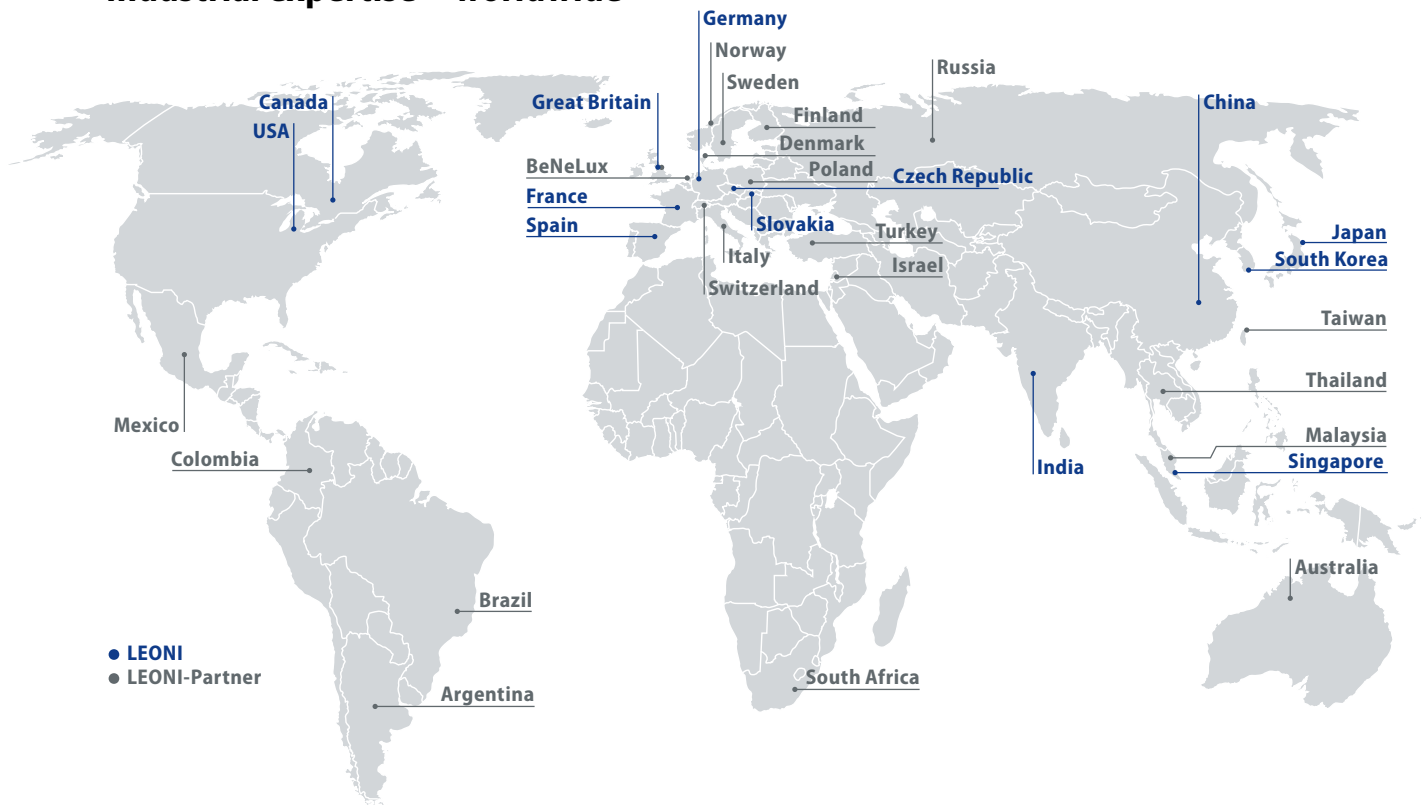 Germany
Norway
Russia
Sweden
Canada
Great Britain
China
Finland
USA
Denmark
BeNeLux
Poland
Czech Republic
France
Spain
Slovakia
Turkey
Japan
Italy
Israel
South Korea
Switzerland
Taiwan
Thailand
Mexico
Malaysia
Colombia
Singapore
India
Australia
Brazil
LEONI
LEONI-Partner
South Africa
Argentina